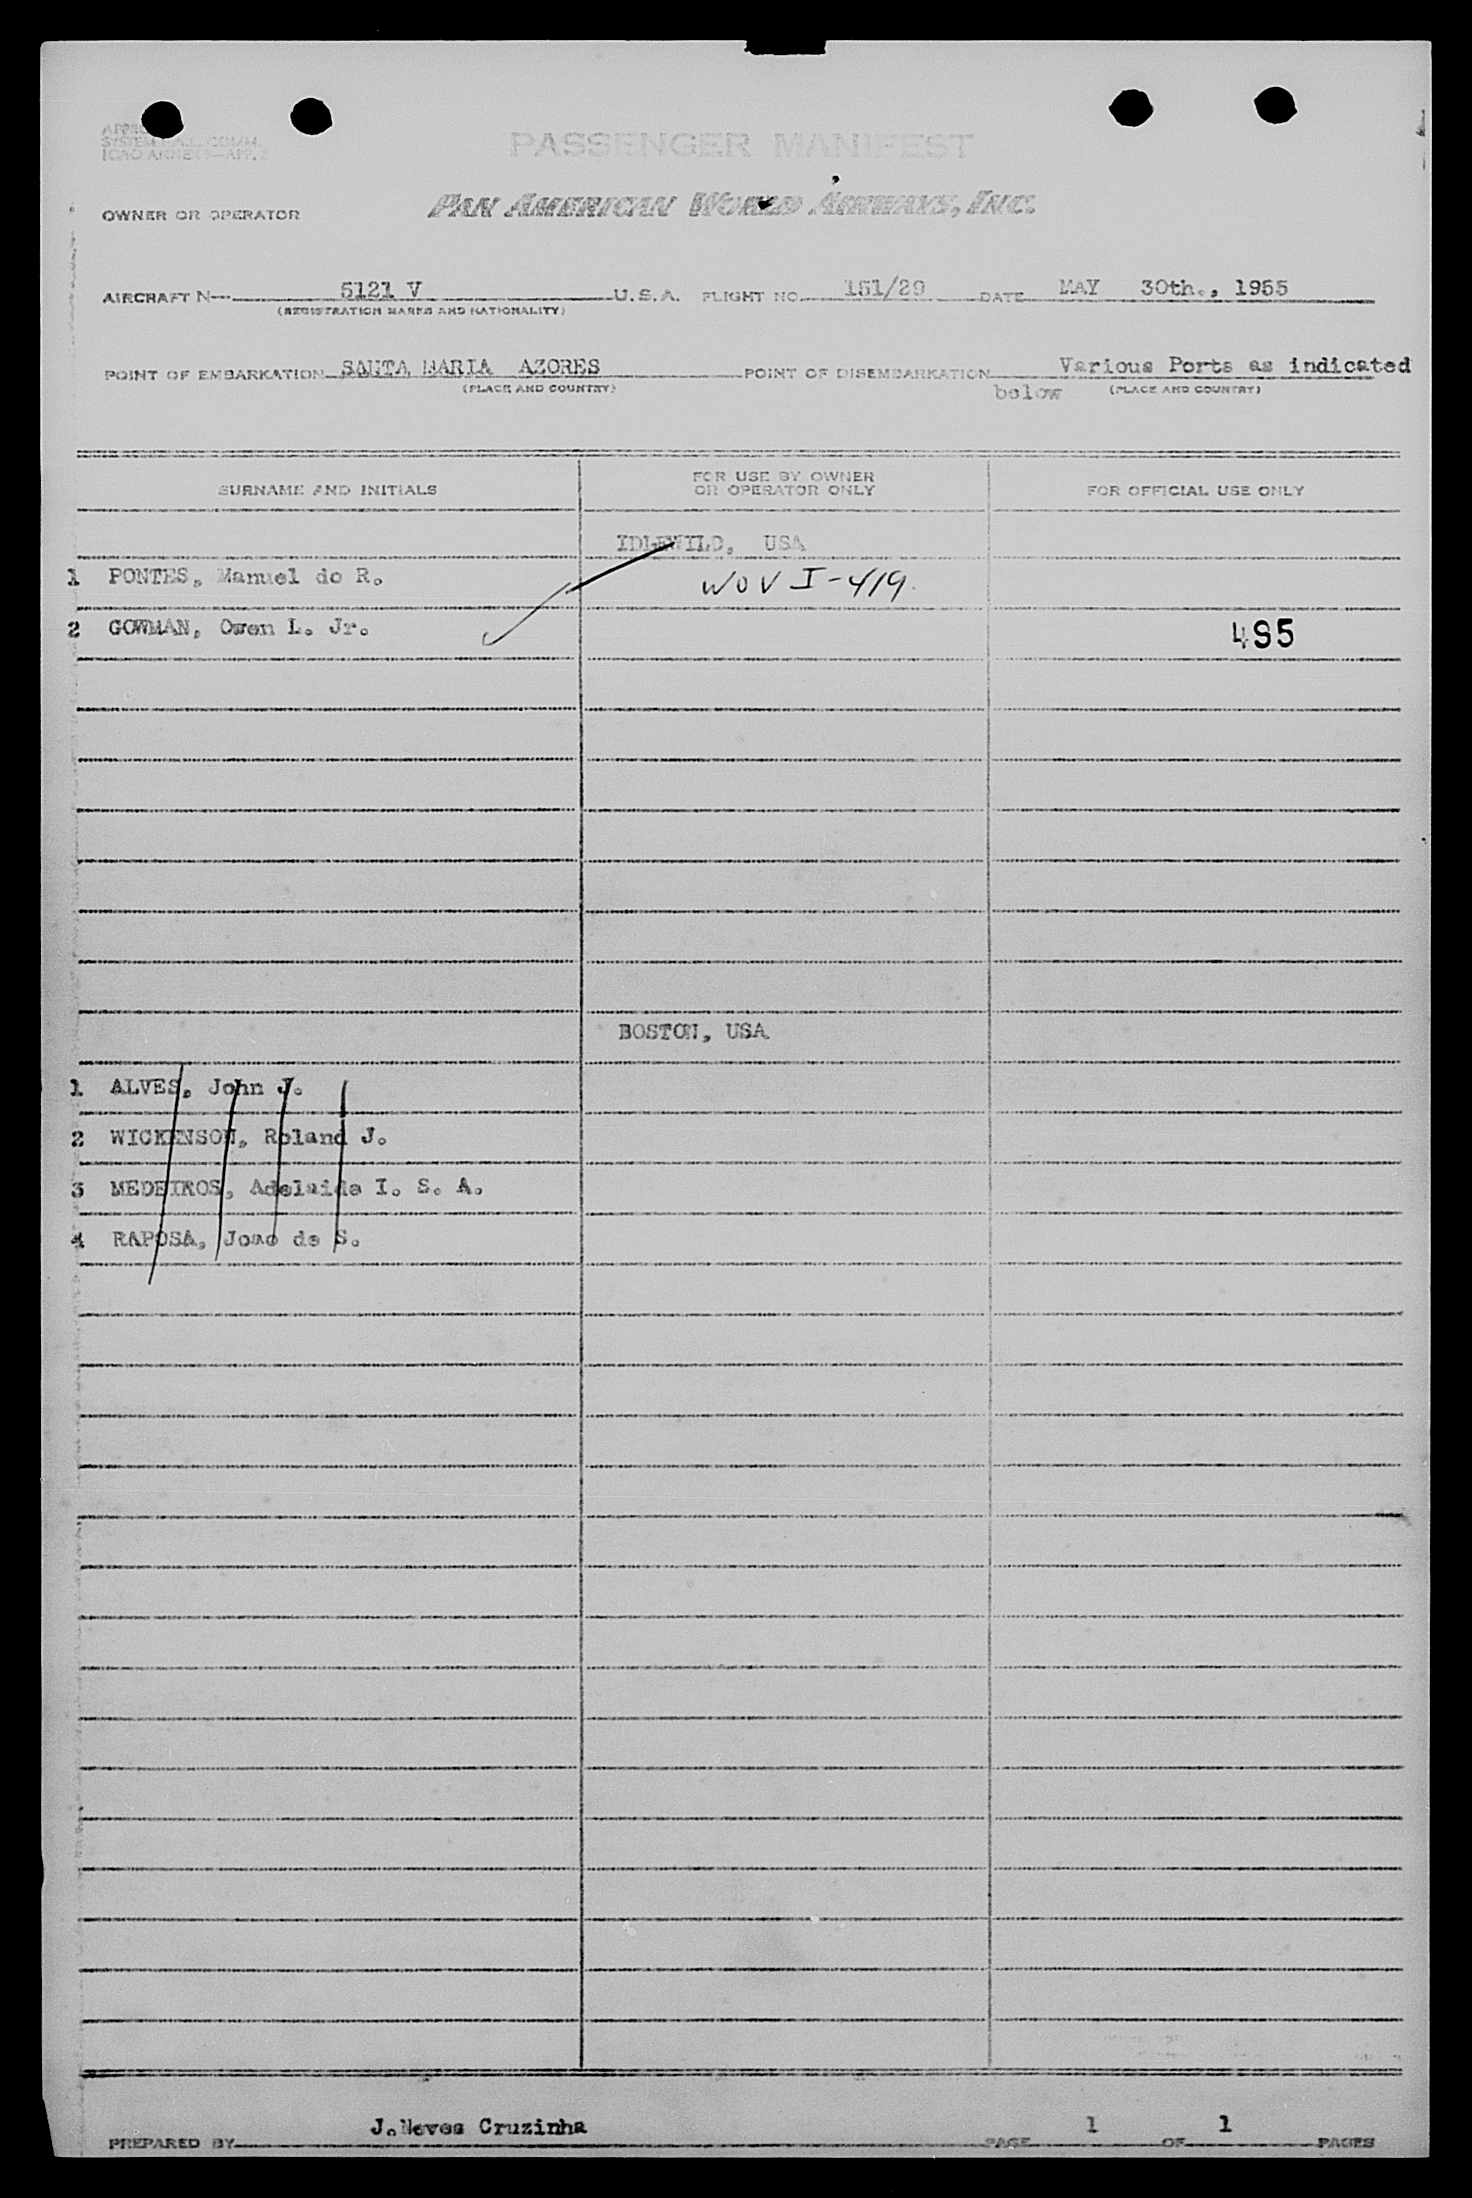 PASSENGER MANIFEST
OWNER OR OPERATOR PAN AMERICAN WORLD AIRWAYS, INC.
AIRCRAFT N 5121 V U.S.A. FLIGHT NO. 151/29 DATE MAY 30th., 1955
(REGISTRATION MARKS AND NATIONALITY)
POINT OF EMBARKATION SANTA MARIA AZORES POINT OF DISEMBARKATION Various Ports as indicated
(PLACE AND COUNTRY) below (PLACE AND COUNTRY)
SURNAME AND INITIALS FOR USE BY OWNER OR OPERATOR ONLY FOR OFFICIAL USE ONLY
IDLEWILD, USA
1 PONTES, Manuel do R. WOV I-419
2 GOWMAN, Owen L. Jr. 495
BOSTON, USA
1 ALVES, John J.
2 WICKENSON, Roland J.
3 MEDEIROS, Adelaide I. S. A.
4 RAPOSA, Joao de S.
PREPARED BY J. Neves Cruzinha PAGE 1 OF 1 PAGES